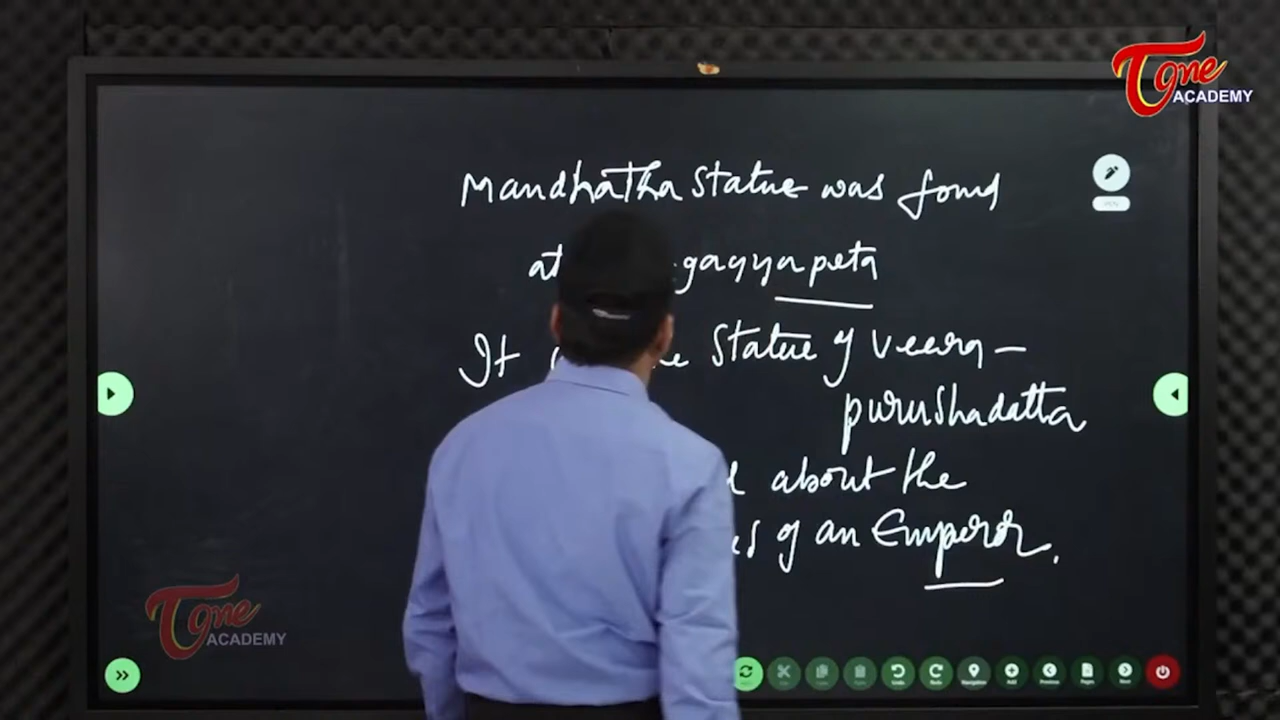 Tone
ACADEMY
Mandhatha Statue was found
at gayyapeta
It Statue of Veera-
purushadatta
about the
of an Emperor.
Tone
ACADEMY